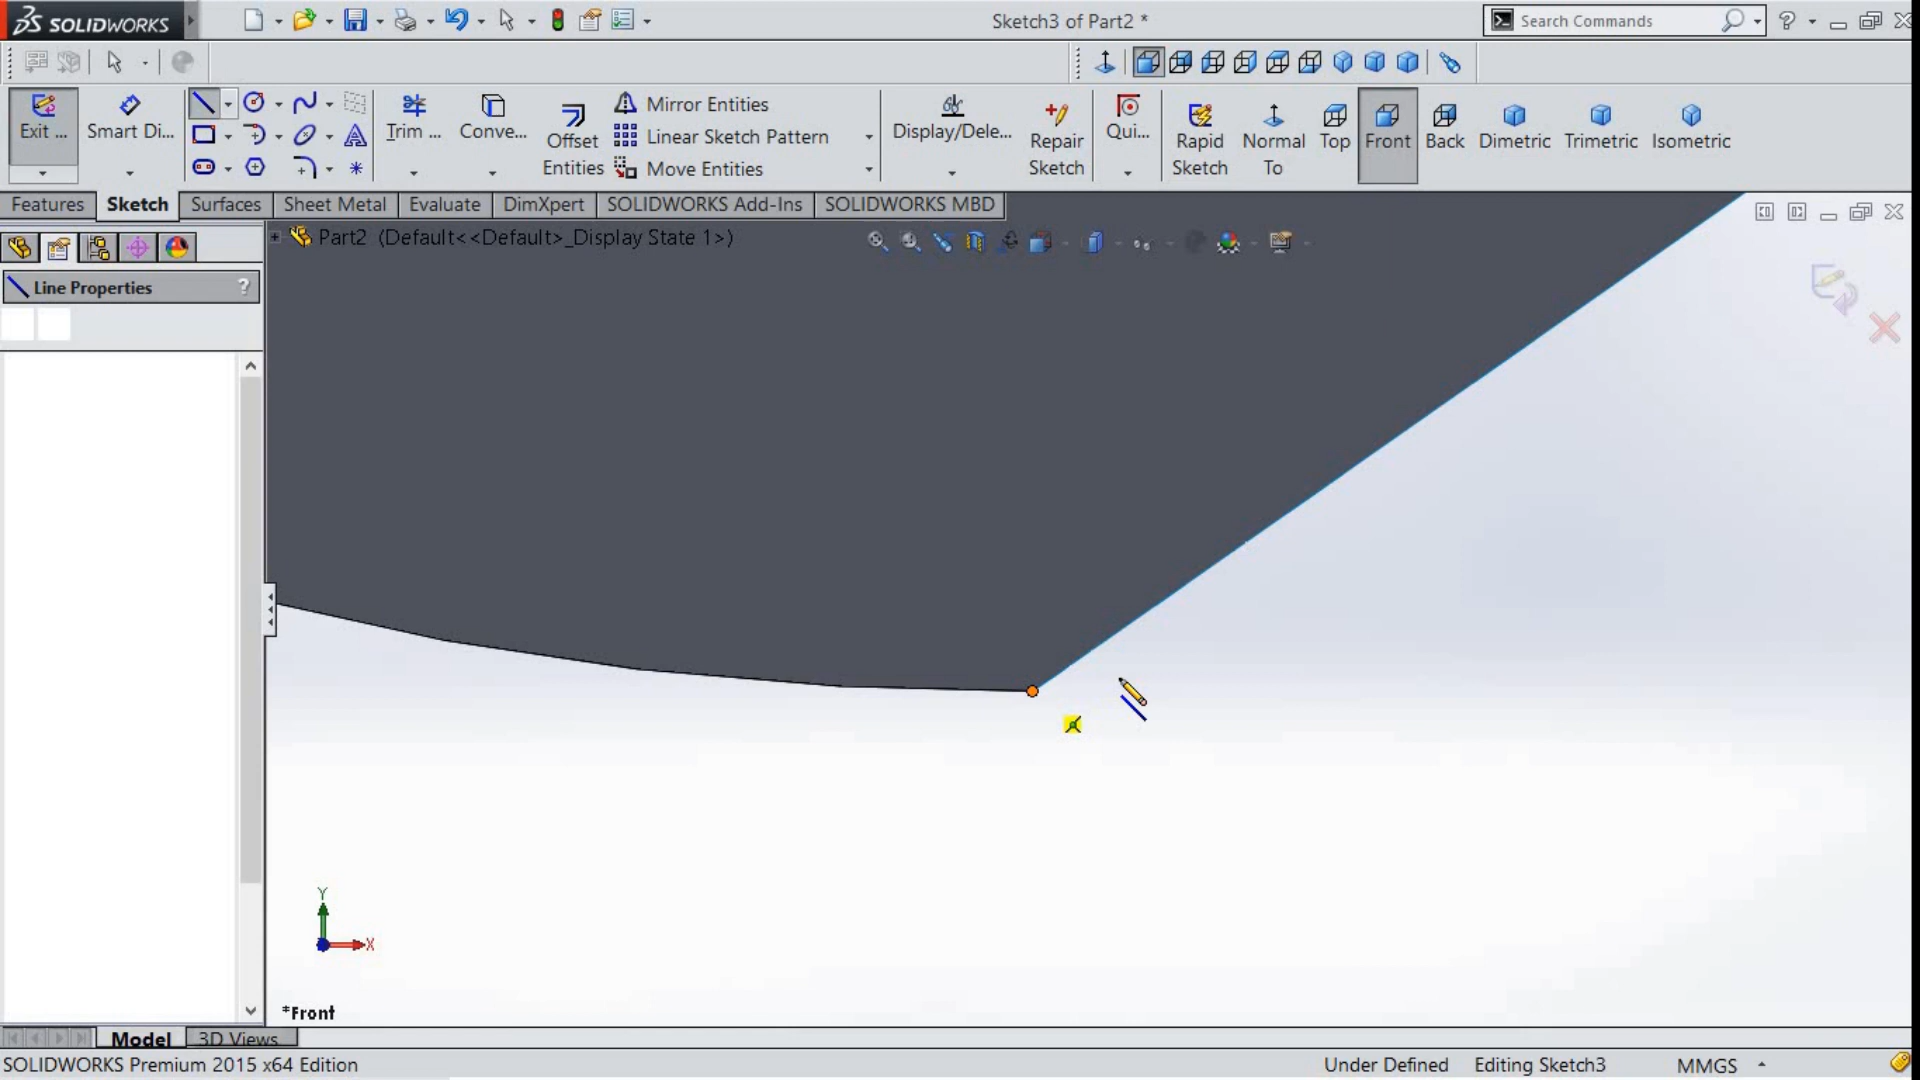 SOLIDWORKS
Sketch3 of Part2 *
Search Commands
Exit ...
Smart Di...
Trim ...
Conve...
Offset Entities
Mirror Entities
Linear Sketch Pattern
Move Entities
Display/Dele...
Repair Sketch
Qui...
Rapid Sketch
Normal To
Top
Front
Back
Dimetric
Trimetric
Isometric
Features
Sketch
Surfaces
Sheet Metal
Evaluate
DimXpert
SOLIDWORKS Add-Ins
SOLIDWORKS MBD
Part2 (Default<<Default>_Display State 1>)
Line Properties
?
Y
X
*Front
Model
3D Views
SOLIDWORKS Premium 2015 x64 Edition
Under Defined
Editing Sketch3
MMGS